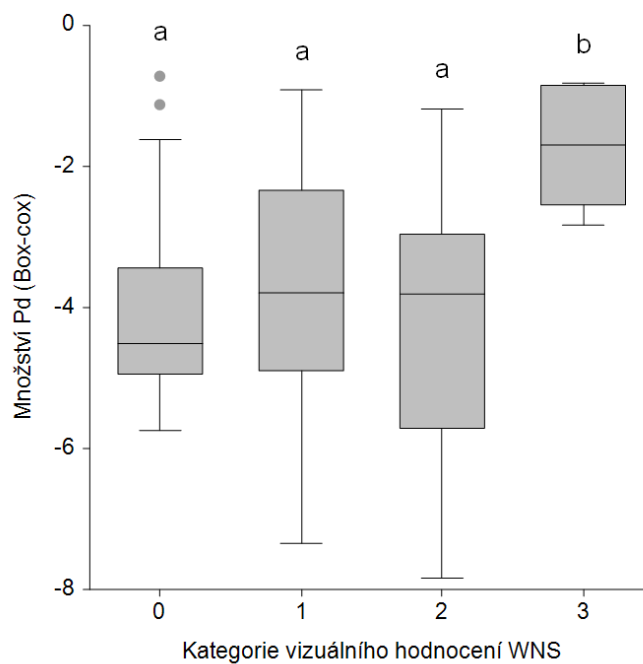 0
a
a
a
b
-2
-4
-6
-8
Množství Pd (Box-cox)
0
1
2
3
Kategorie vizuálního hodnocení WNS